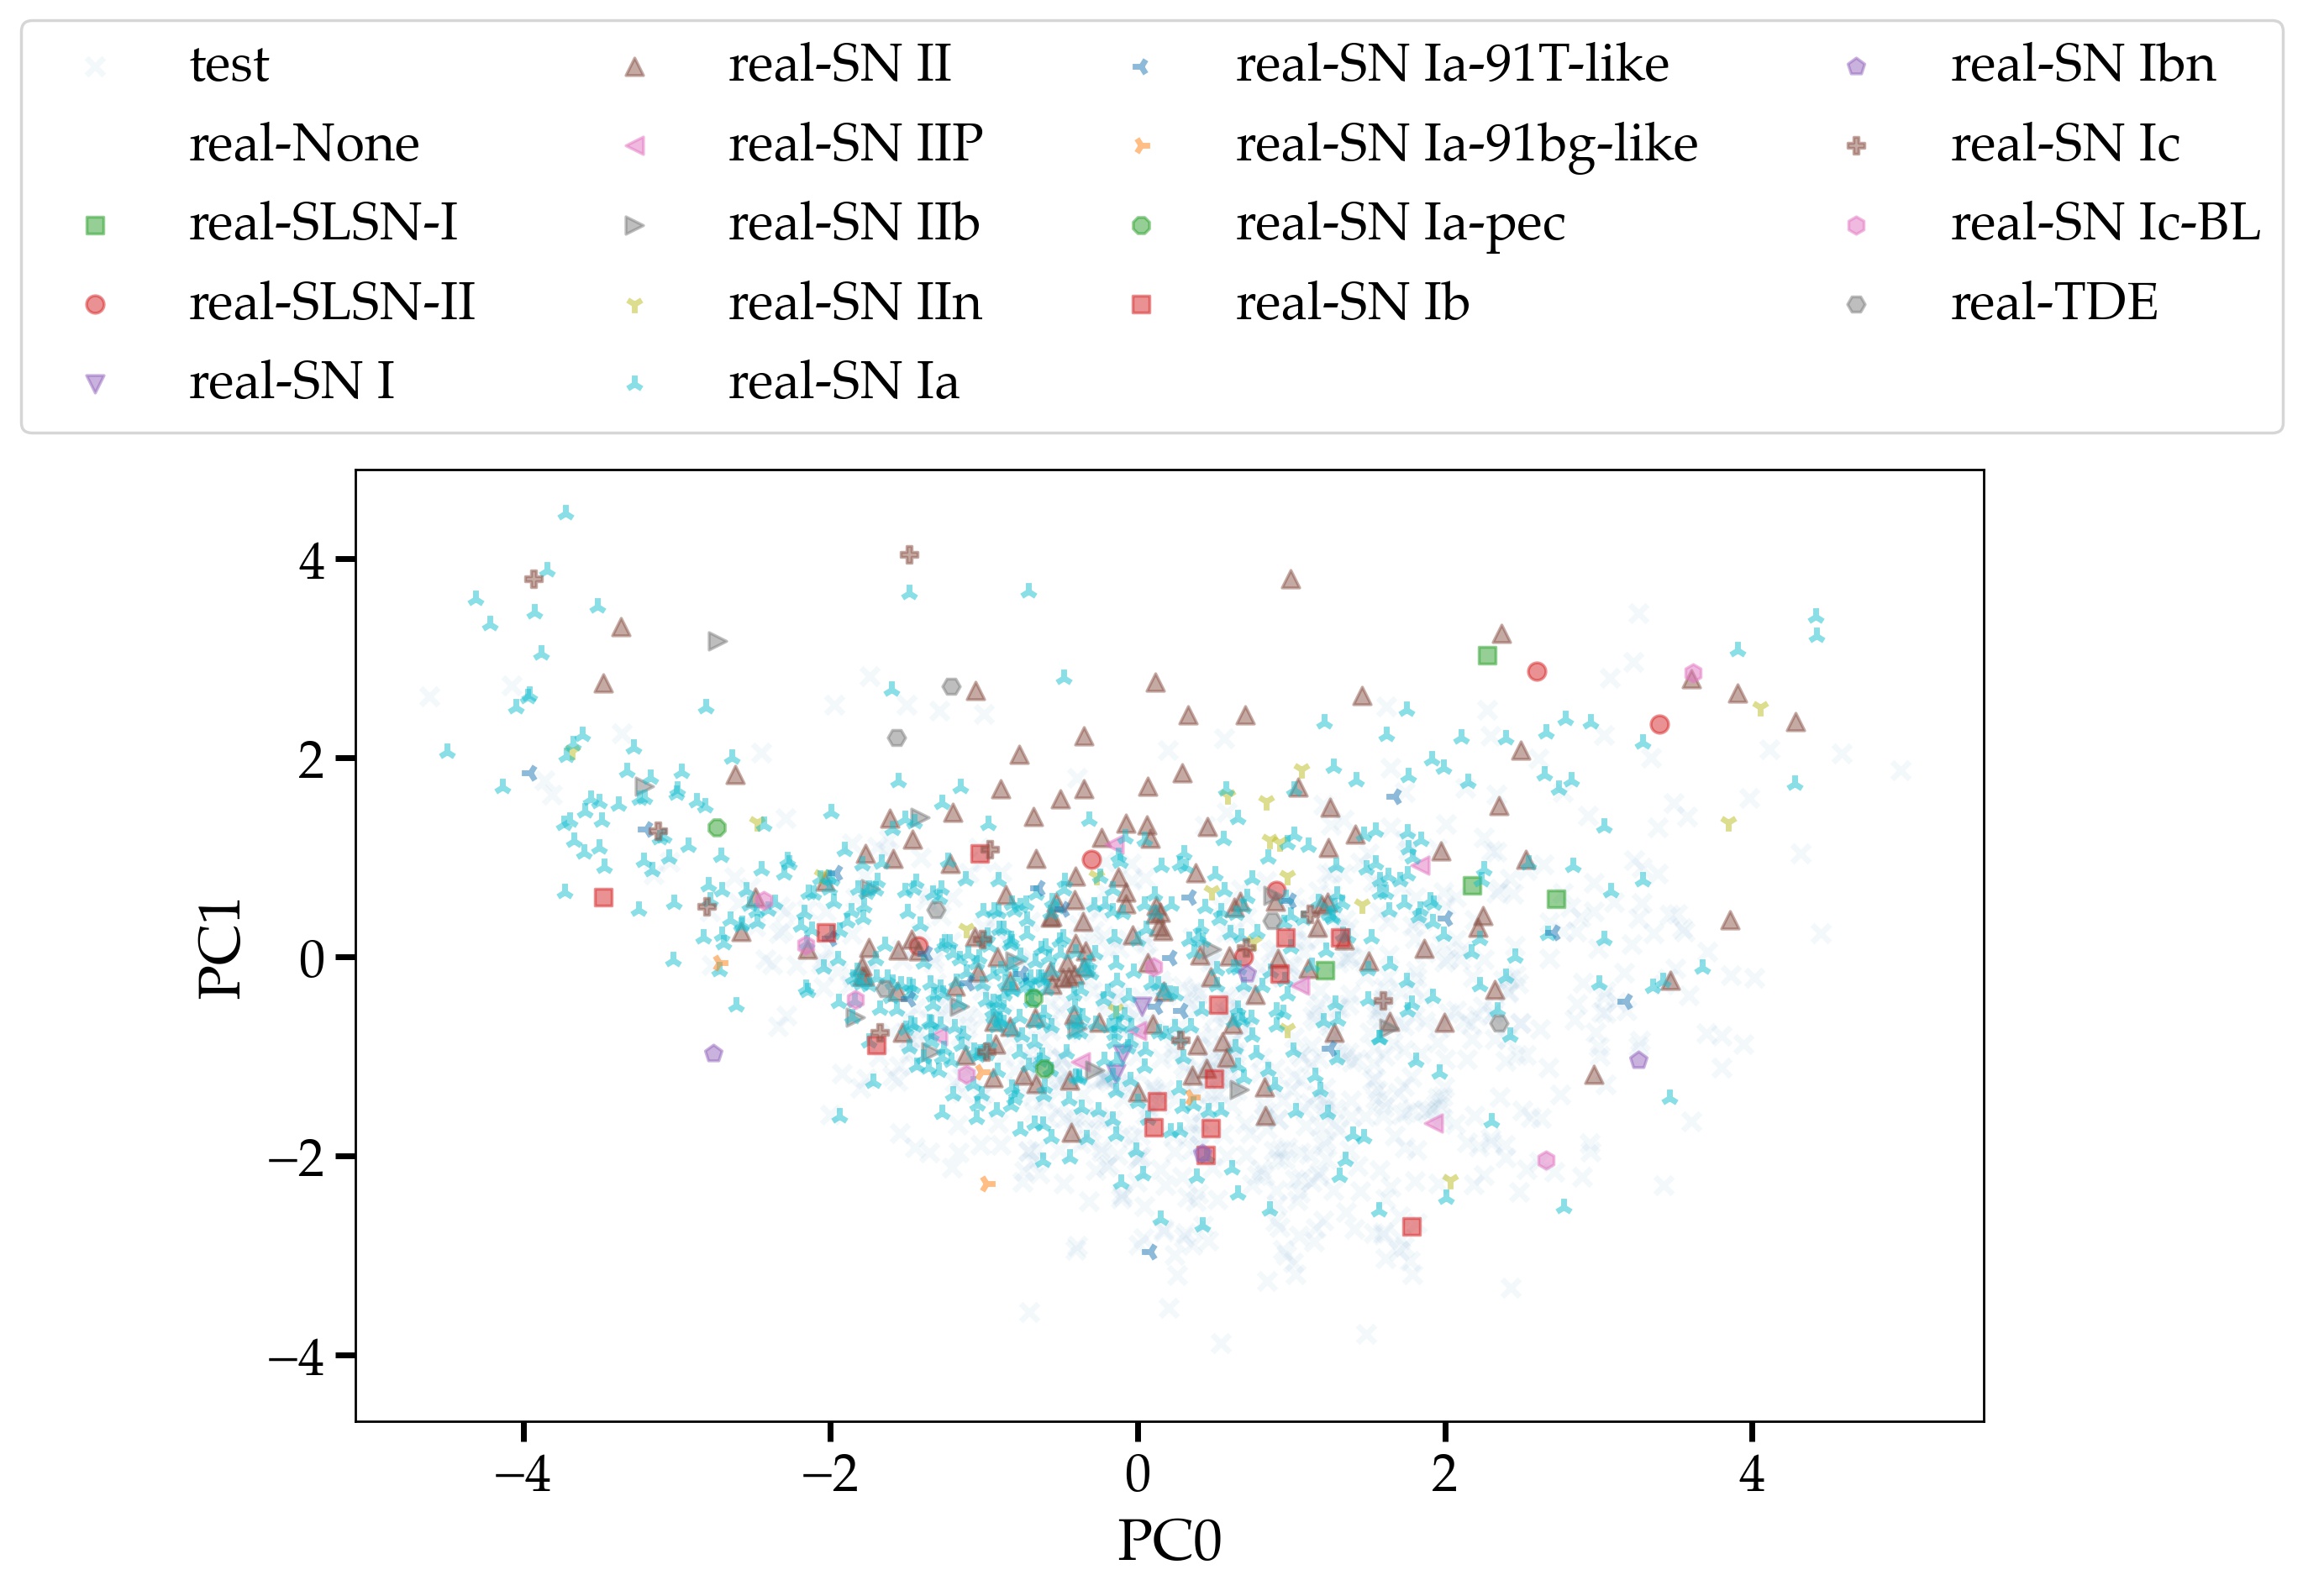 test
real-None
real-SLSN-I
real-SLSN-II
real-SN I
real-SN II
real-SN IIP
real-SN IIb
real-SN IIn
real-SN Ia
real-SN Ia-91T-like
real-SN Ia-91bg-like
real-SN Ia-pec
real-SN Ib
real-SN Ibn
real-SN Ic
real-SN Ic-BL
real-TDE
4
2
0
−2
−4
PC1
−4
−2
0
2
4
PC0